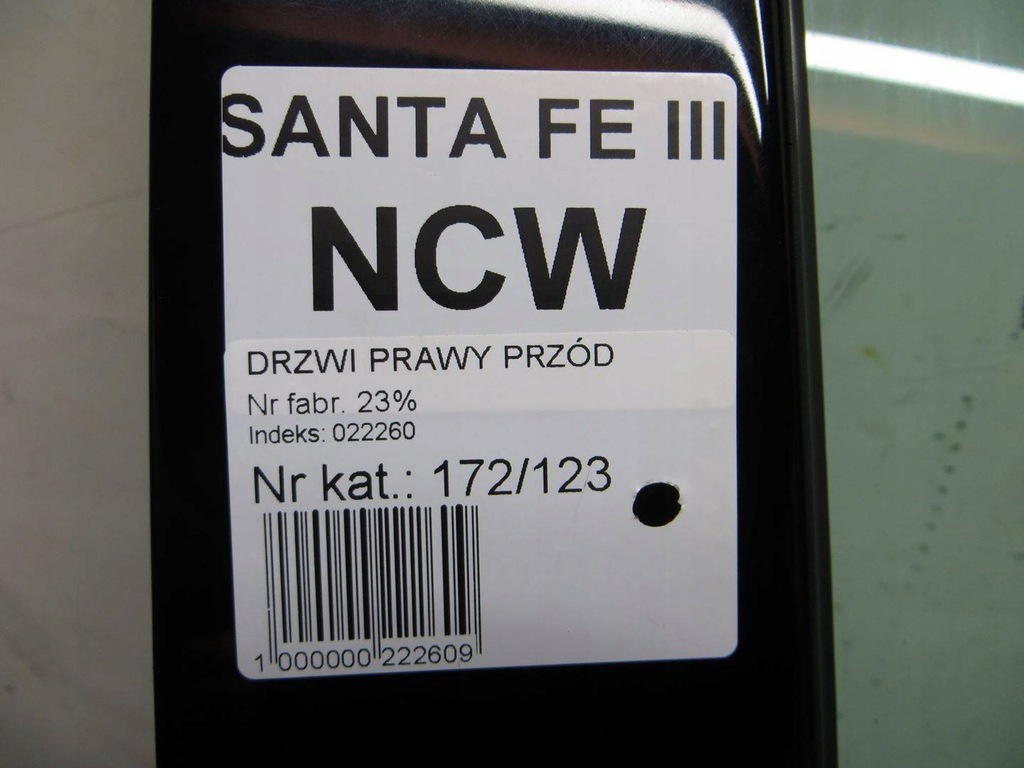 SANTA FE III
NCW
DRZWI PRAWY PRZÓD
Nr fabr. 23%
Indeks: 022260
Nr kat.: 172/123
1 000000 222609